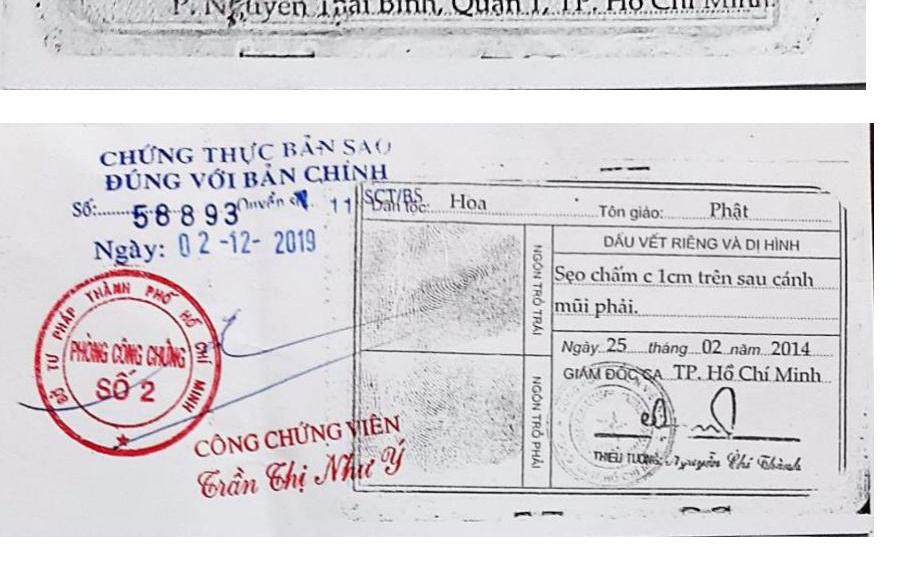 P. Nguyễn Thái Bình, Quận 1, TP. Hồ Chí Minh.
CHỨNG THỰC BẢN SAO
ĐÚNG VỚI BẢN CHÍNH
Số: 58893 Quyển số 11 SCT/BS
Ngày: 02-12-2019
SỞ TƯ PHÁP THÀNH PHỐ HỒ CHÍ MINH
PHÒNG CÔNG CHỨNG
SỐ 2
CÔNG CHỨNG VIÊN
Trần Thị Như Ý
Dân tộc: Hoa Tôn giáo: Phật
NGÓN TRỎ TRÁI
NGÓN TRỎ PHẢI
DẤU VẾT RIÊNG VÀ DỊ HÌNH
Sẹo chấm c 1cm trên sau cánh
mũi phải.
Ngày 25 tháng 02 năm 2014
GIÁM ĐỐC CA TP. Hồ Chí Minh
THIẾU TƯỚNG Nguyễn Chí Thành